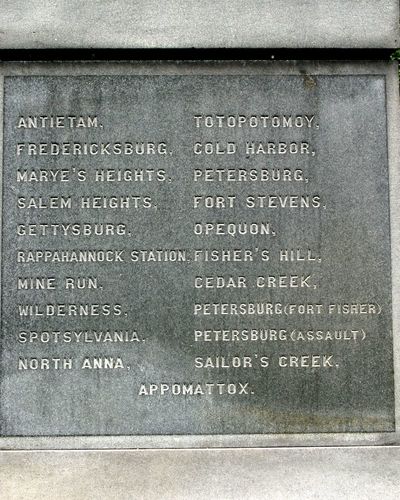 ANTIETAM,
FREDERICKSBURG,
MARYE'S HEIGHTS,
SALEM HEIGHTS,
GETTYSBURG,
RAPPAHANNOCK STATION,
MINE RUN,
WILDERNESS,
SPOTSYLVANIA,
NORTH ANNA,
TOTOPOTOMOY,
COLD HARBOR,
PETERSBURG,
FORT STEVENS,
OPEQUON,
FISHER'S HILL,
CEDAR CREEK,
PETERSBURG (FORT FISHER)
PETERSBURG (ASSAULT)
SAILOR'S CREEK,
APPOMATTOX.